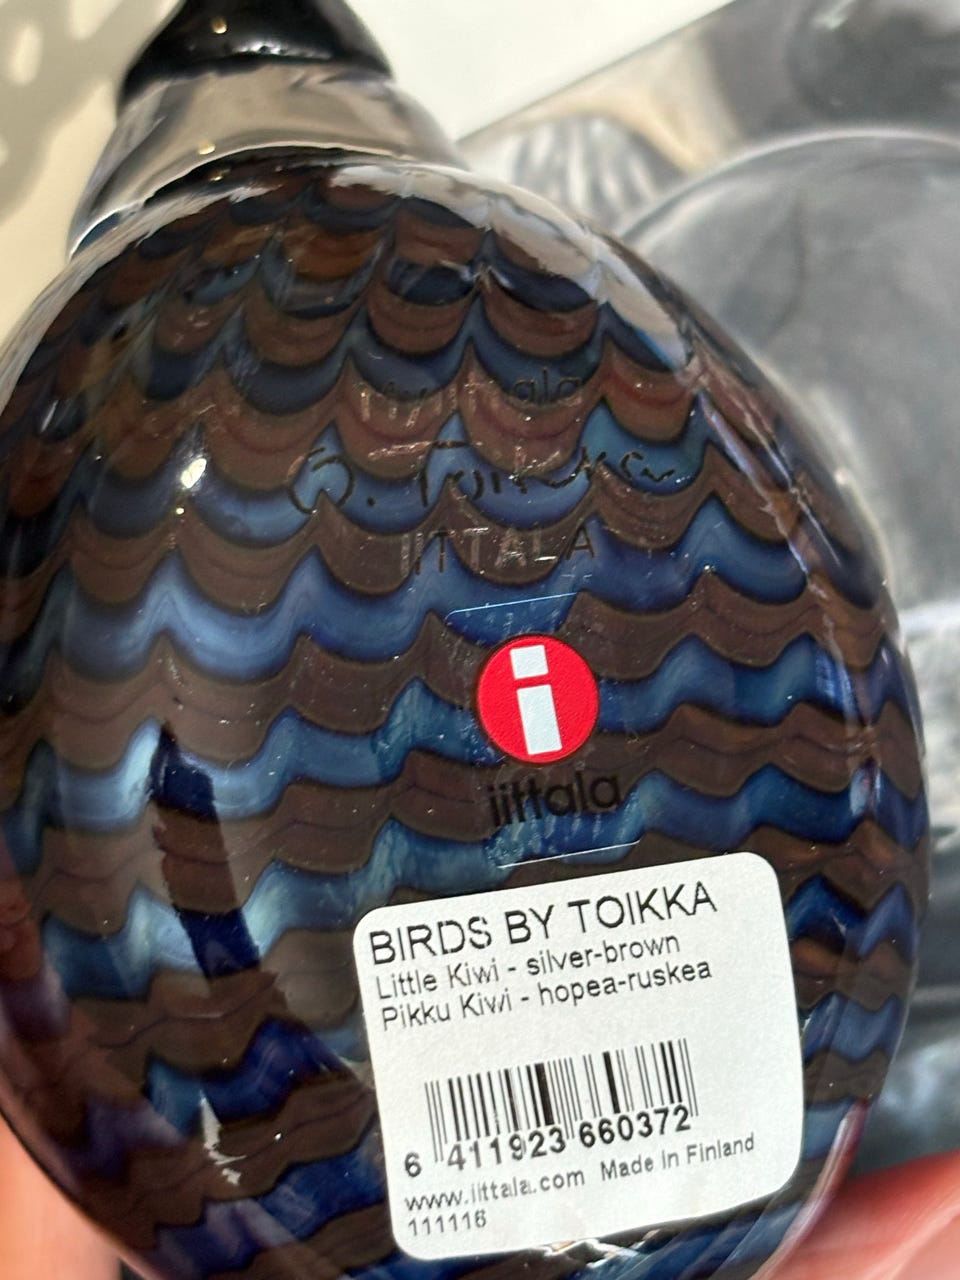 O. Toikka
IITTALA
i
iittala
BIRDS BY TOIKKA
Little Kiwi - silver-brown
Pikku Kiwi - hopea-ruskea
6 411923 660372
www.iittala.com Made in Finland
111116